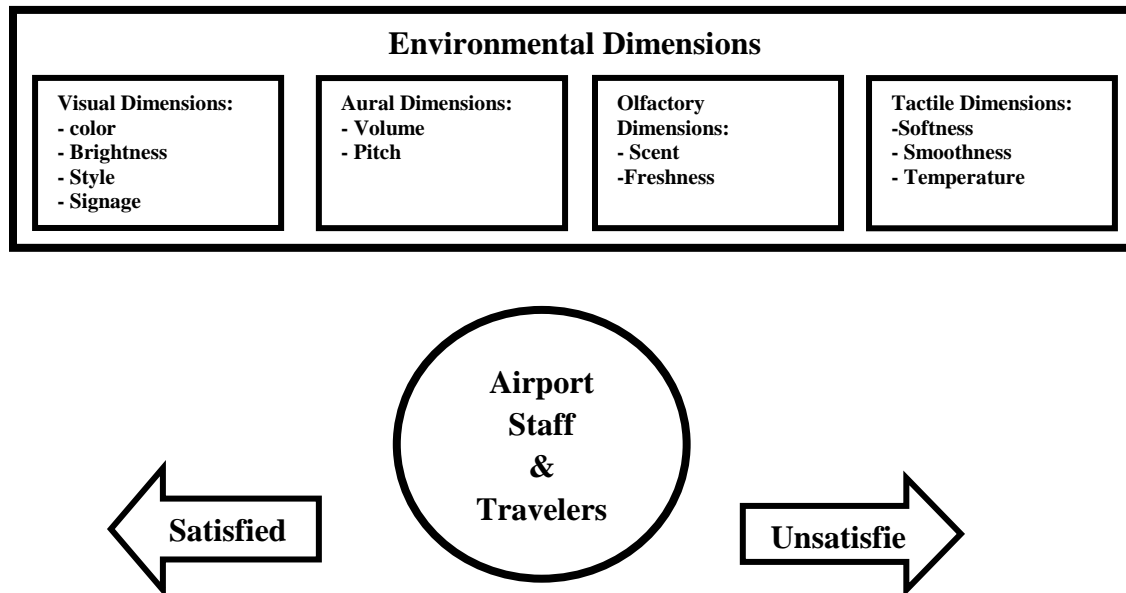 Environmental Dimensions
Visual Dimensions:
- color
- Brightness
- Style
- Signage
Aural Dimensions:
- Volume
- Pitch
Olfactory
Dimensions:
- Scent
-Freshness
Tactile Dimensions:
-Softness
- Smoothness
- Temperature
Airport
Staff
&
Travelers
Satisfied
Unsatisfie